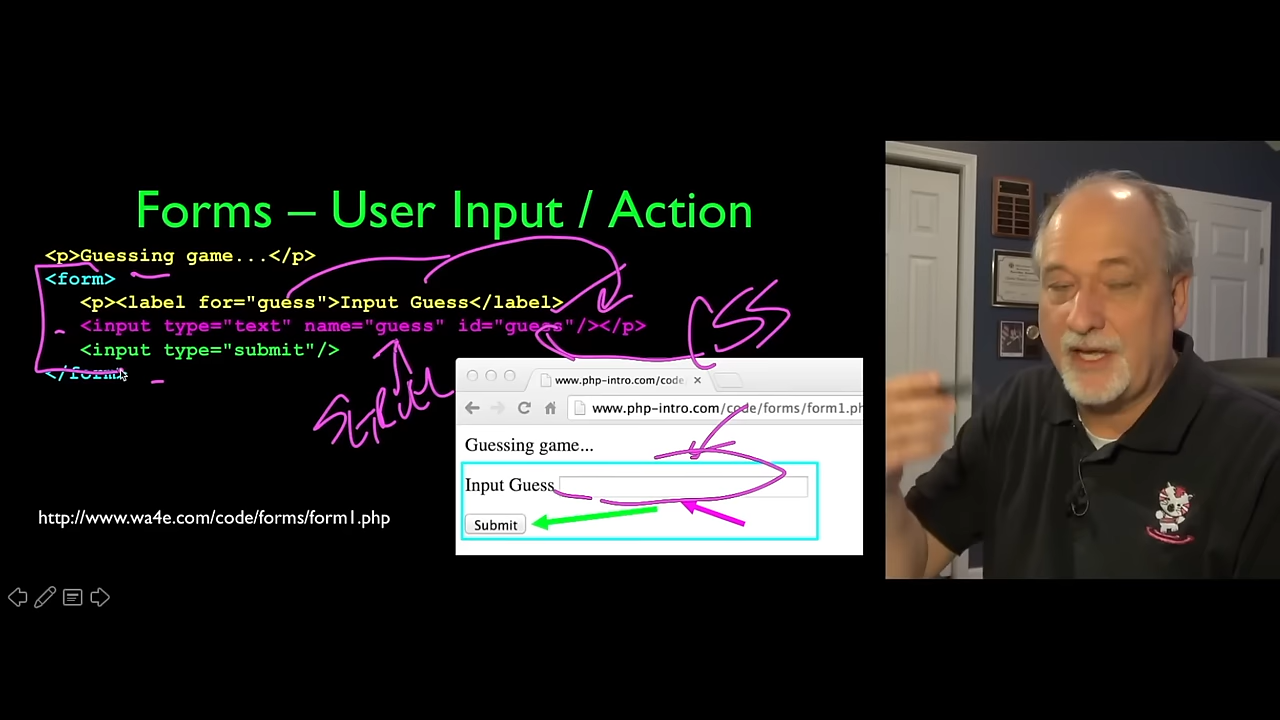 Forms – User Input / Action
<p>Guessing game...</p>
<form>
<p><label for="guess">Input Guess</label>
<input type="text" name="guess" id="guess"/></p>
<input type="submit"/>
</form>
CSS
SERVER
www.php-intro.com/code
www.php-intro.com/code/forms/form1.ph
Guessing game...
Input Guess
Submit
http://www.wa4e.com/code/forms/form1.php